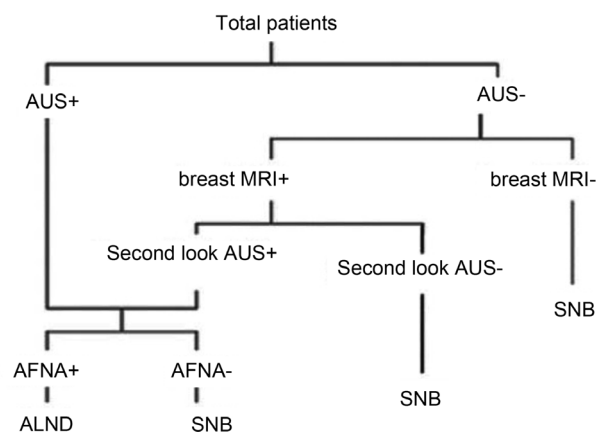 Total patients
AUS+
AUS-
breast MRI+
breast MRI-
Second look AUS+
Second look AUS-
SNB
AFNA+
AFNA-
SNB
ALND
SNB